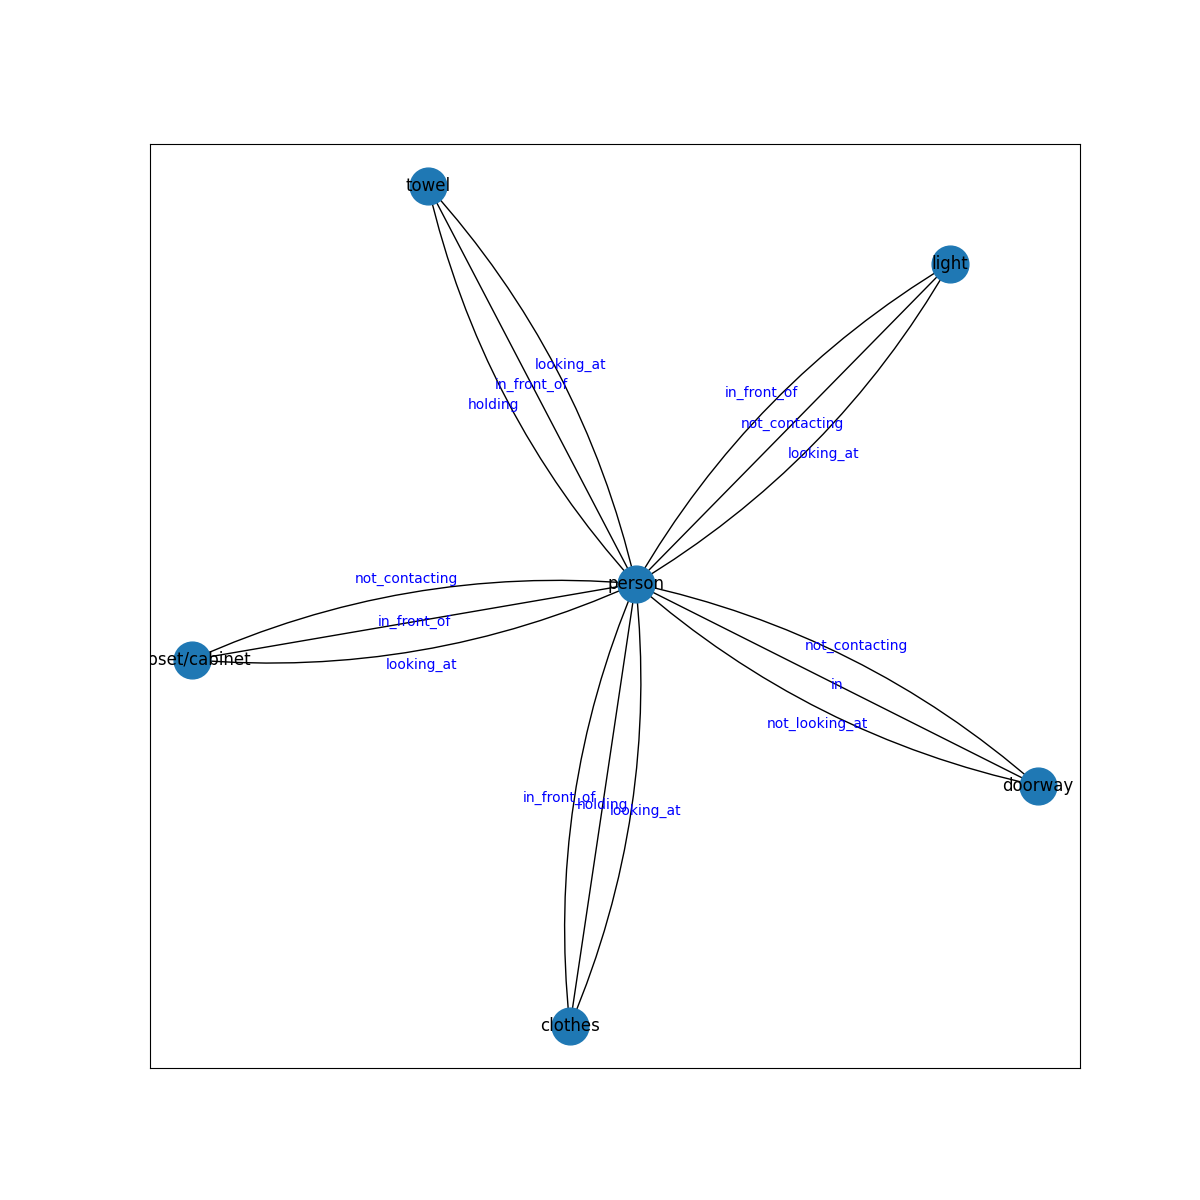 towel
light
looking_at
in_front_of
in_front_of
holding
not_contacting
looking_at
not_contacting
person
in_front_of
oset/cabinet
looking_at
not_contacting
in
not_looking_at
doorway
in_front_of
holding
looking_at
clothes